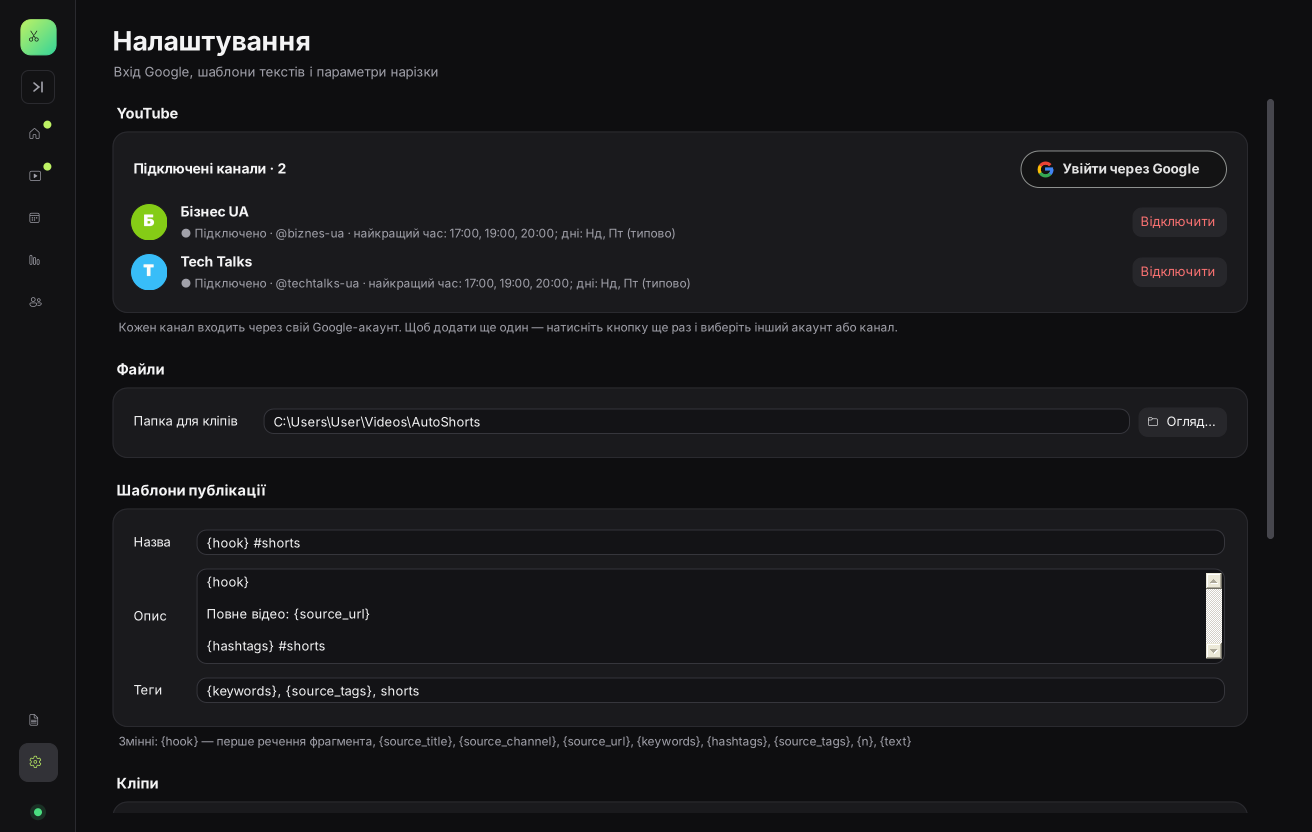 Налаштування
Вхід Google, шаблони текстів і параметри нарізки
YouTube
Підключені канали · 2
Увійти через Google
Б
Бізнес UA
Підключено · @biznes-ua · найкращий час: 17:00, 19:00, 20:00; дні: Нд, Пт (типово)
Відключити
T
Tech Talks
Підключено · @techtalks-ua · найкращий час: 17:00, 19:00, 20:00; дні: Нд, Пт (типово)
Відключити
Кожен канал входить через свій Google-акаунт. Щоб додати ще один — натисніть кнопку ще раз і виберіть інший акаунт або канал.
Файли
Папка для кліпів
C:\Users\User\Videos\AutoShorts
Огляд...
Шаблони публікації
Назва
{hook} #shorts
Опис
{hook}
Повне відео: {source_url}
{hashtags} #shorts
Теги
{keywords}, {source_tags}, shorts
Змінні: {hook} — перше речення фрагмента, {source_title}, {source_channel}, {source_url}, {keywords}, {hashtags}, {source_tags}, {n}, {text}
Кліпи